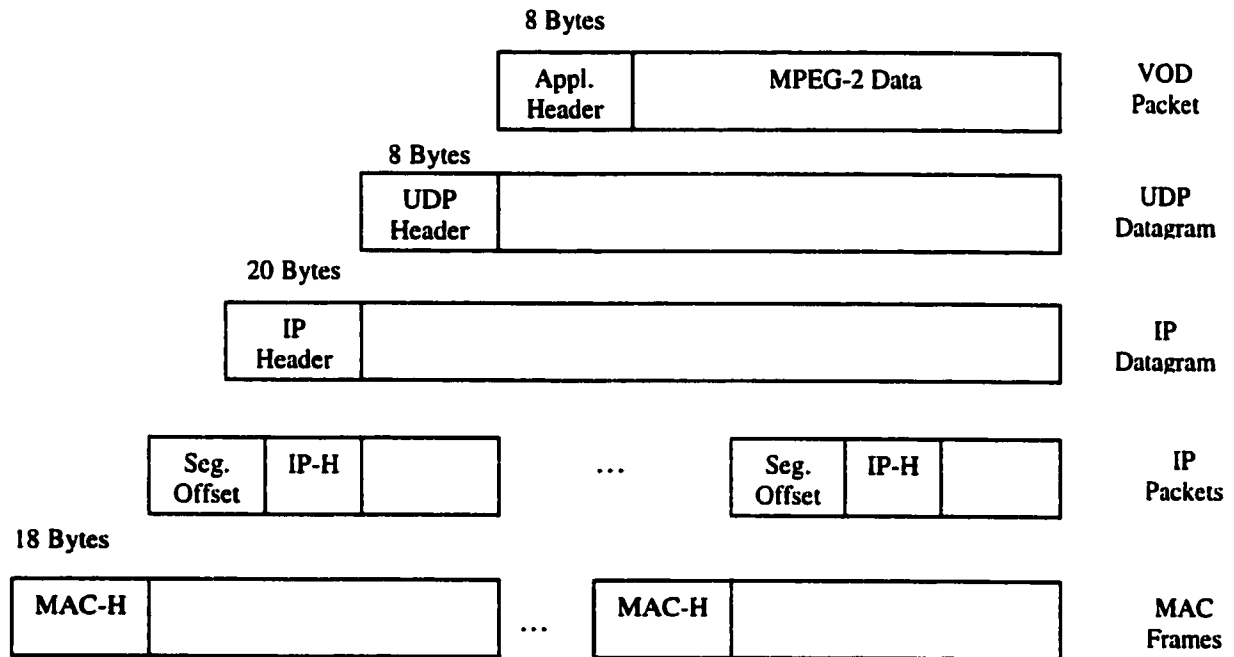 8 Bytes
Appl.
Header
MPEG-2 Data
VOD
Packet
8 Bytes
UDP
Header
UDP
Datagram
20 Bytes
IP
Header
IP
Datagram
Seg.
Offset
IP-H
...
Seg.
Offset
IP-H
IP
Packets
18 Bytes
MAC-H
...
MAC-H
MAC
Frames